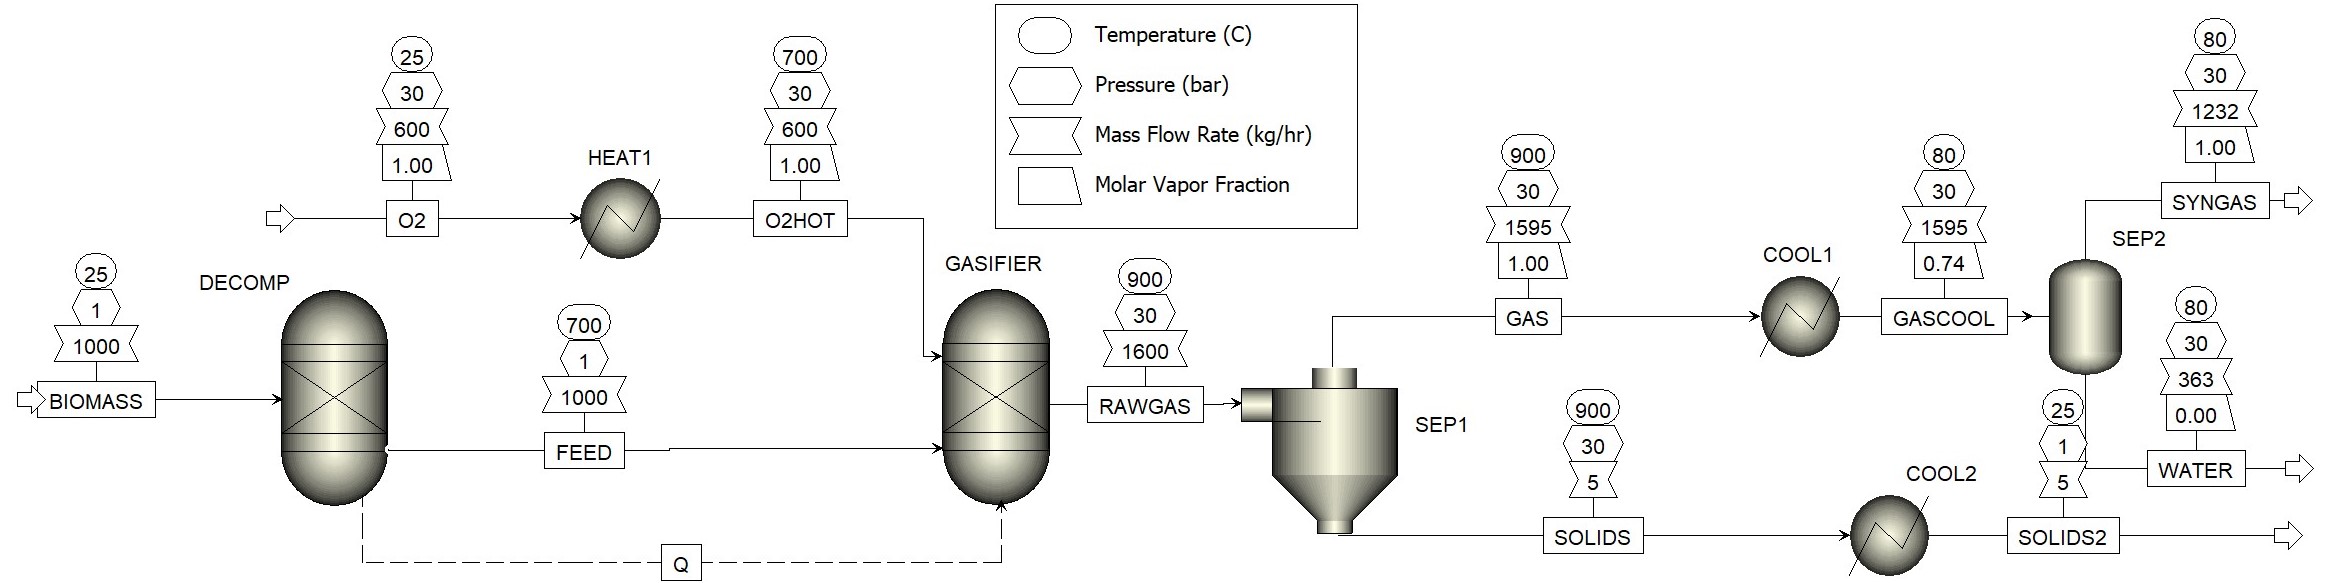 Temperature (C)
Pressure (bar)
Mass Flow Rate (kg/hr)
Molar Vapor Fraction
25
30
600
1.00
O2
HEAT1
700
30
600
1.00
O2HOT
25
1
1000
BIOMASS
DECOMP
700
1
1000
FEED
Q
GASIFIER
900
30
1600
RAWGAS
SEP1
900
30
1595
1.00
GAS
COOL1
80
30
1595
0.74
GASCOOL
SEP2
80
30
1232
1.00
SYNGAS
80
30
363
0.00
WATER
900
30
5
SOLIDS
COOL2
25
1
5
SOLIDS2